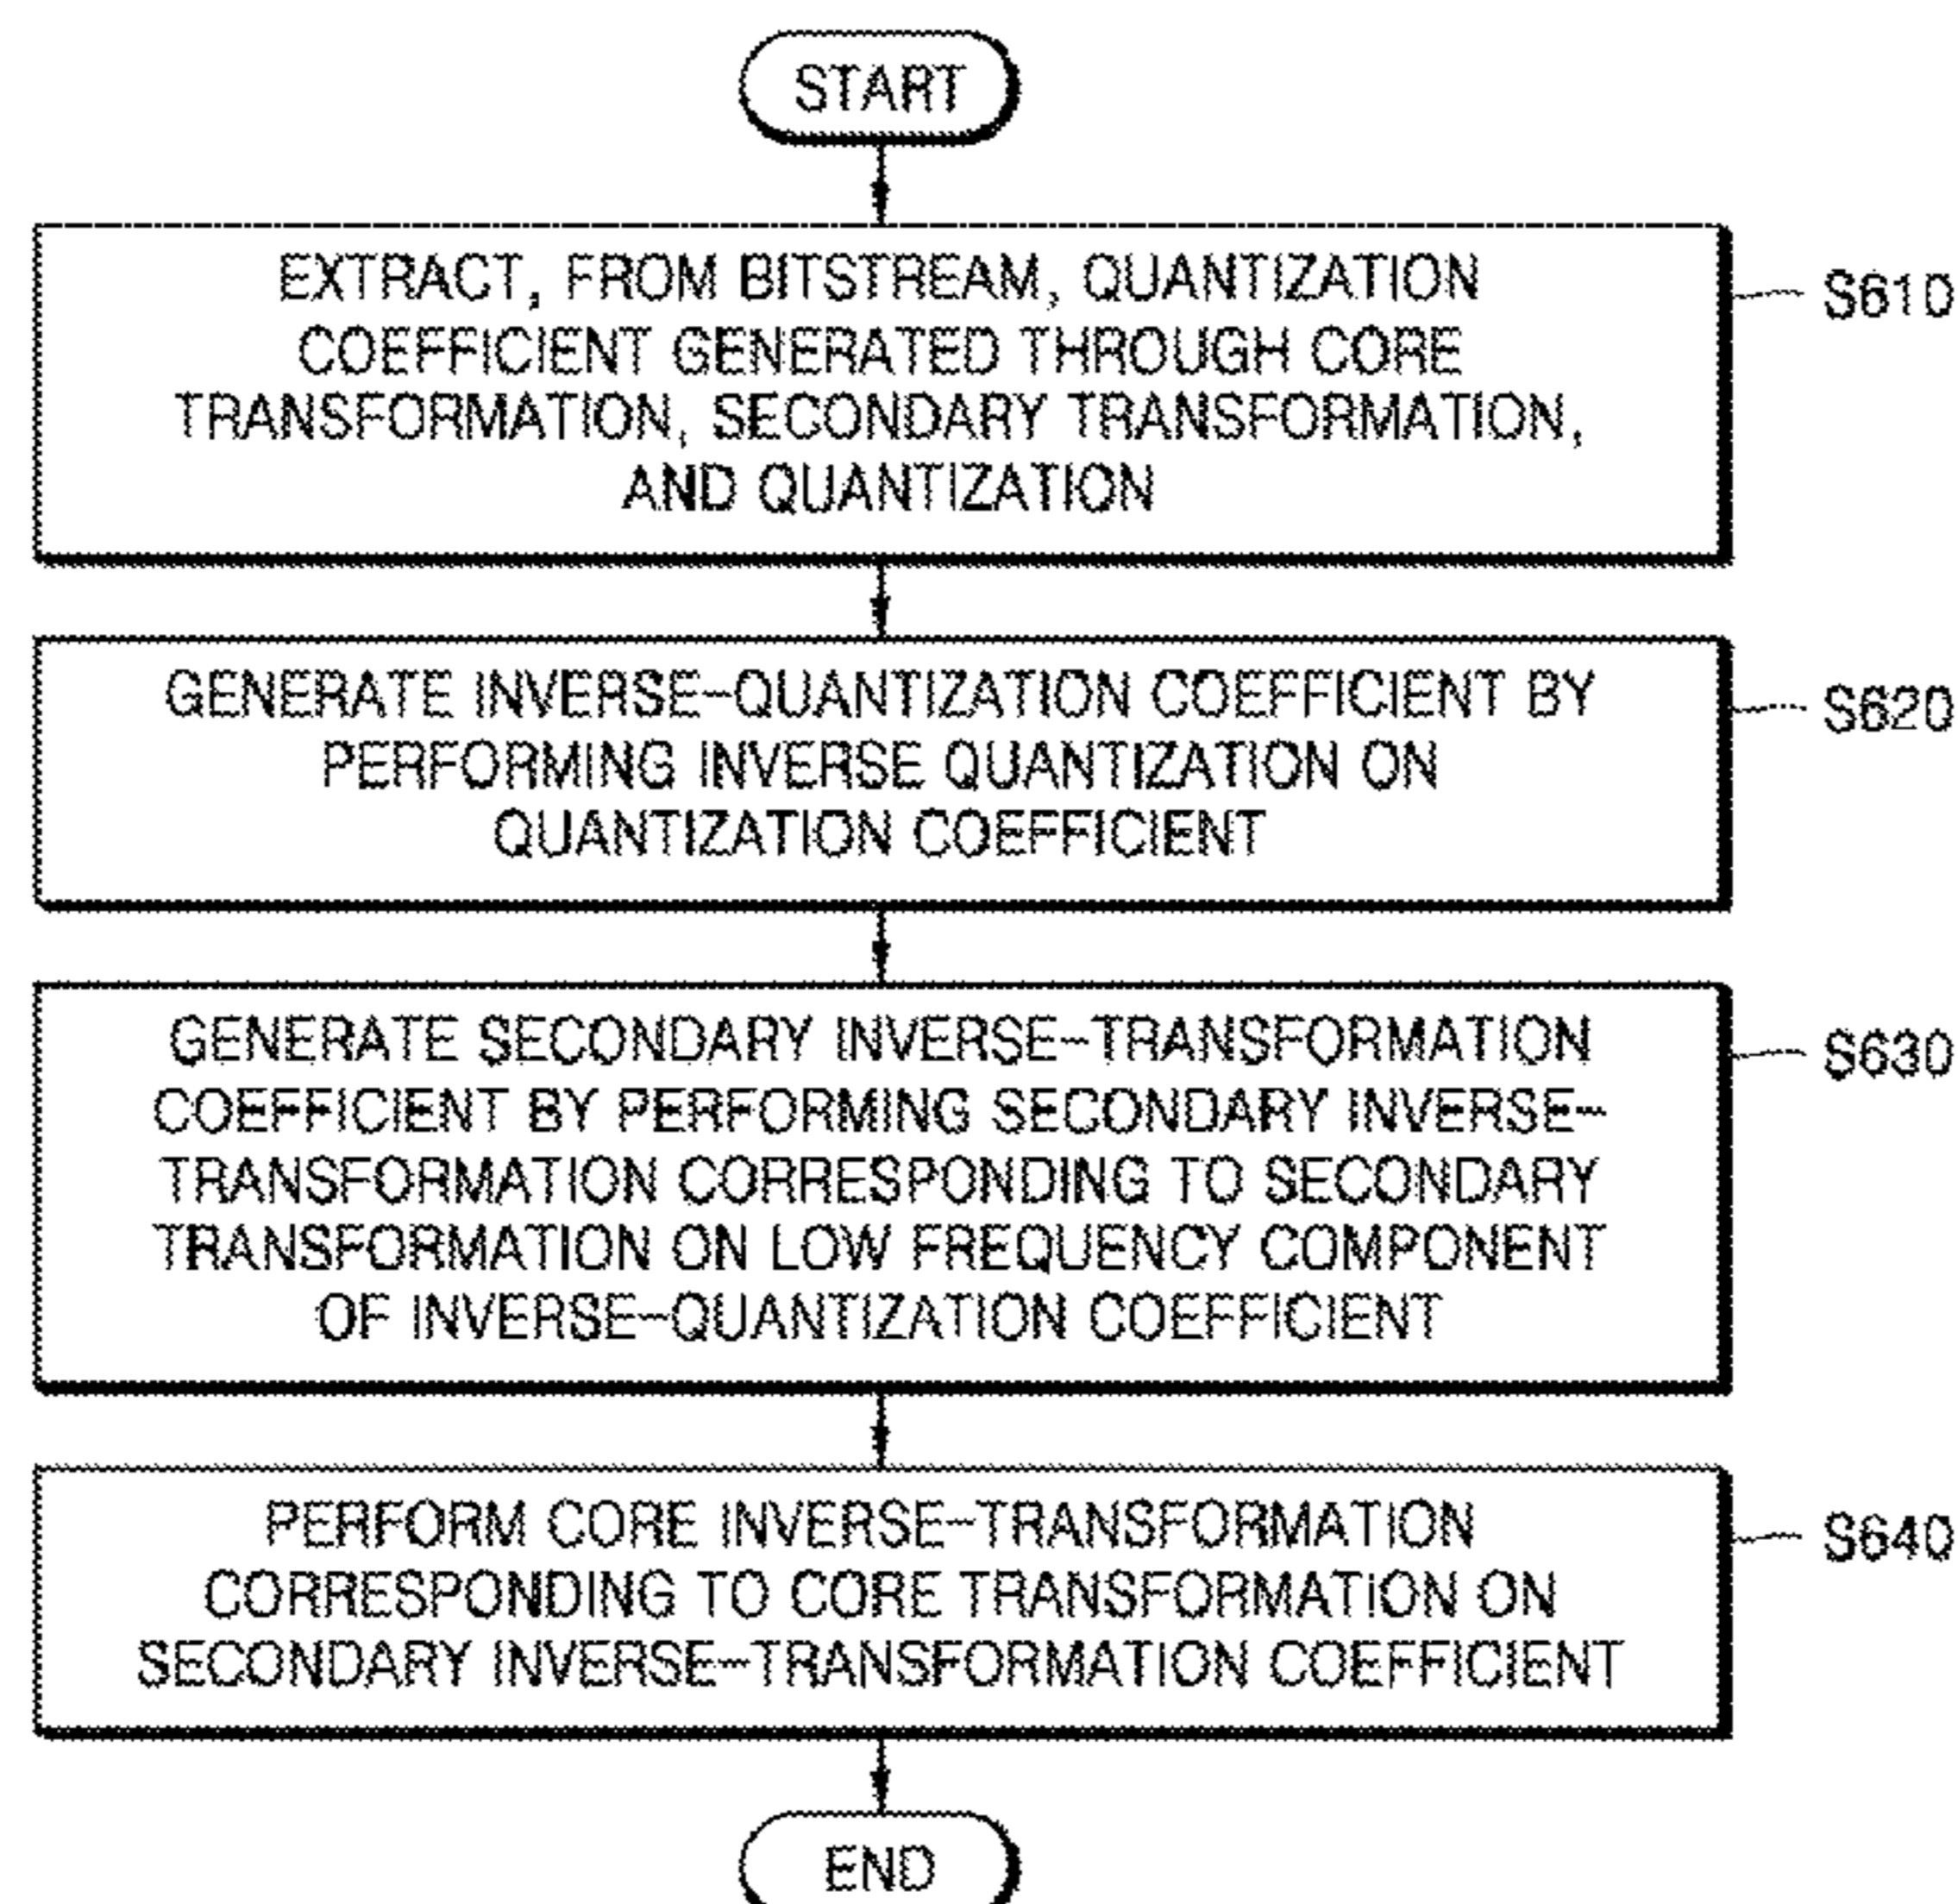 START
EXTRACT, FROM BITSTREAM, QUANTIZATION
COEFFICIENT GENERATED THROUGH CORE
TRANSFORMATION, SECONDARY TRANSFORMATION,
AND QUANTIZATION
S610
GENERATE INVERSE-QUANTIZATION COEFFICIENT BY
PERFORMING INVERSE QUANTIZATION ON
QUANTIZATION COEFFICIENT
S620
GENERATE SECONDARY INVERSE-TRANSFORMATION
COEFFICIENT BY PERFORMING SECONDARY INVERSE-
TRANSFORMATION CORRESPONDING TO SECONDARY
TRANSFORMATION ON LOW FREQUENCY COMPONENT
OF INVERSE-QUANTIZATION COEFFICIENT
S630
PERFORM CORE INVERSE-TRANSFORMATION
CORRESPONDING TO CORE TRANSFORMATION ON
SECONDARY INVERSE-TRANSFORMATION COEFFICIENT
S640
END